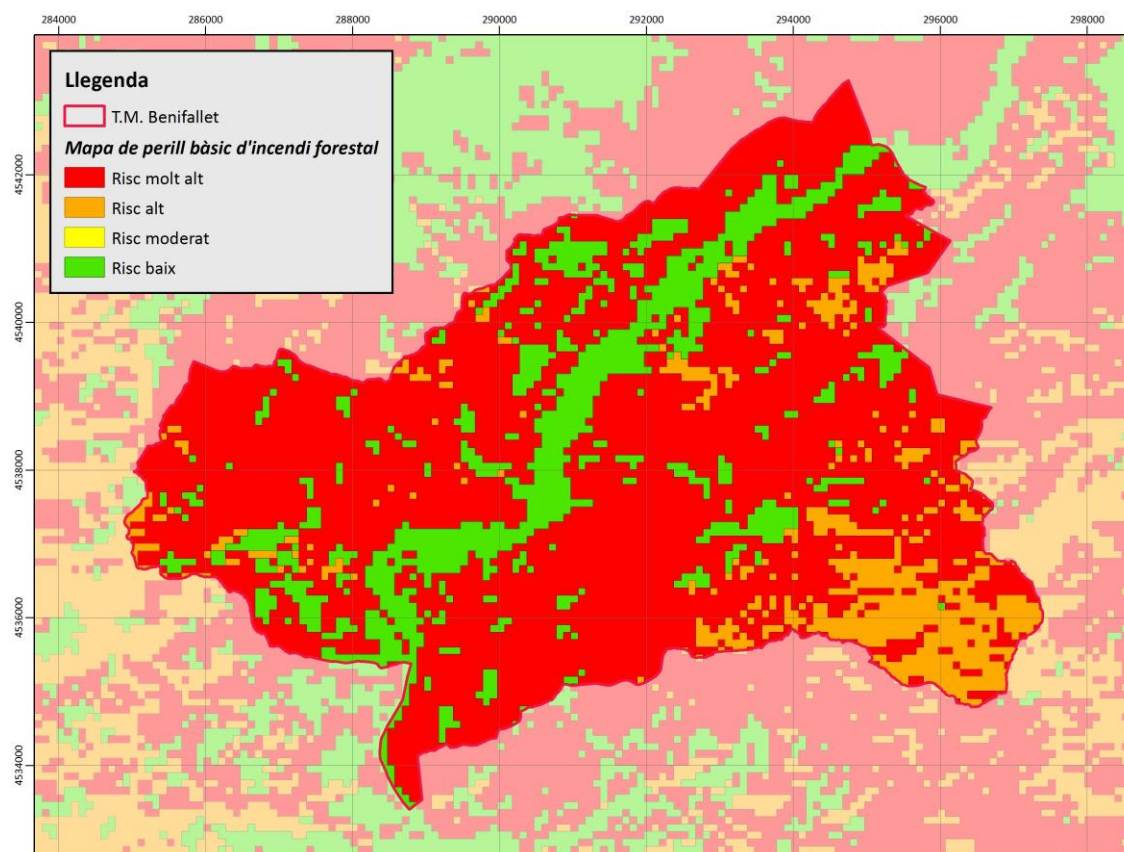 284000 286000 288000 290000 292000 294000 296000 298000
Llegenda
T.M. Benifallet
Mapa de perill bàsic d'incendi forestal
Risc molt alt
Risc alt
Risc moderat
Risc baix
4542000
4540000
4538000
4536000
4534000